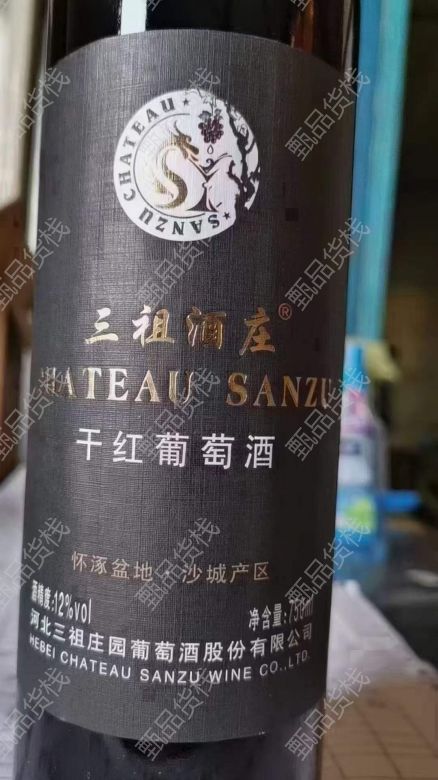 CHATEAU
SANZU
三祖酒庄®
CHATEAU SANZU
干红葡萄酒
怀涿盆地·沙城产区
酒精度:12%vol
净含量:750ml
河北三祖庄园葡萄酒股份有限公司
HEBEI CHATEAU SANZU WINE CO.,LTD.
甄品货栈